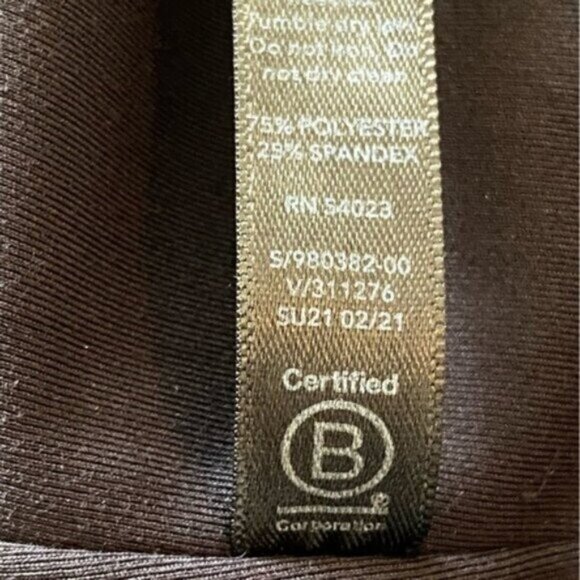 Tumble dry low.
Do not iron. Do
not dry clean
75% POLYESTER
25% SPANDEX
RN 54023
S/980382-00
V/311276
SU21 02/21
Certified
B
Corporation